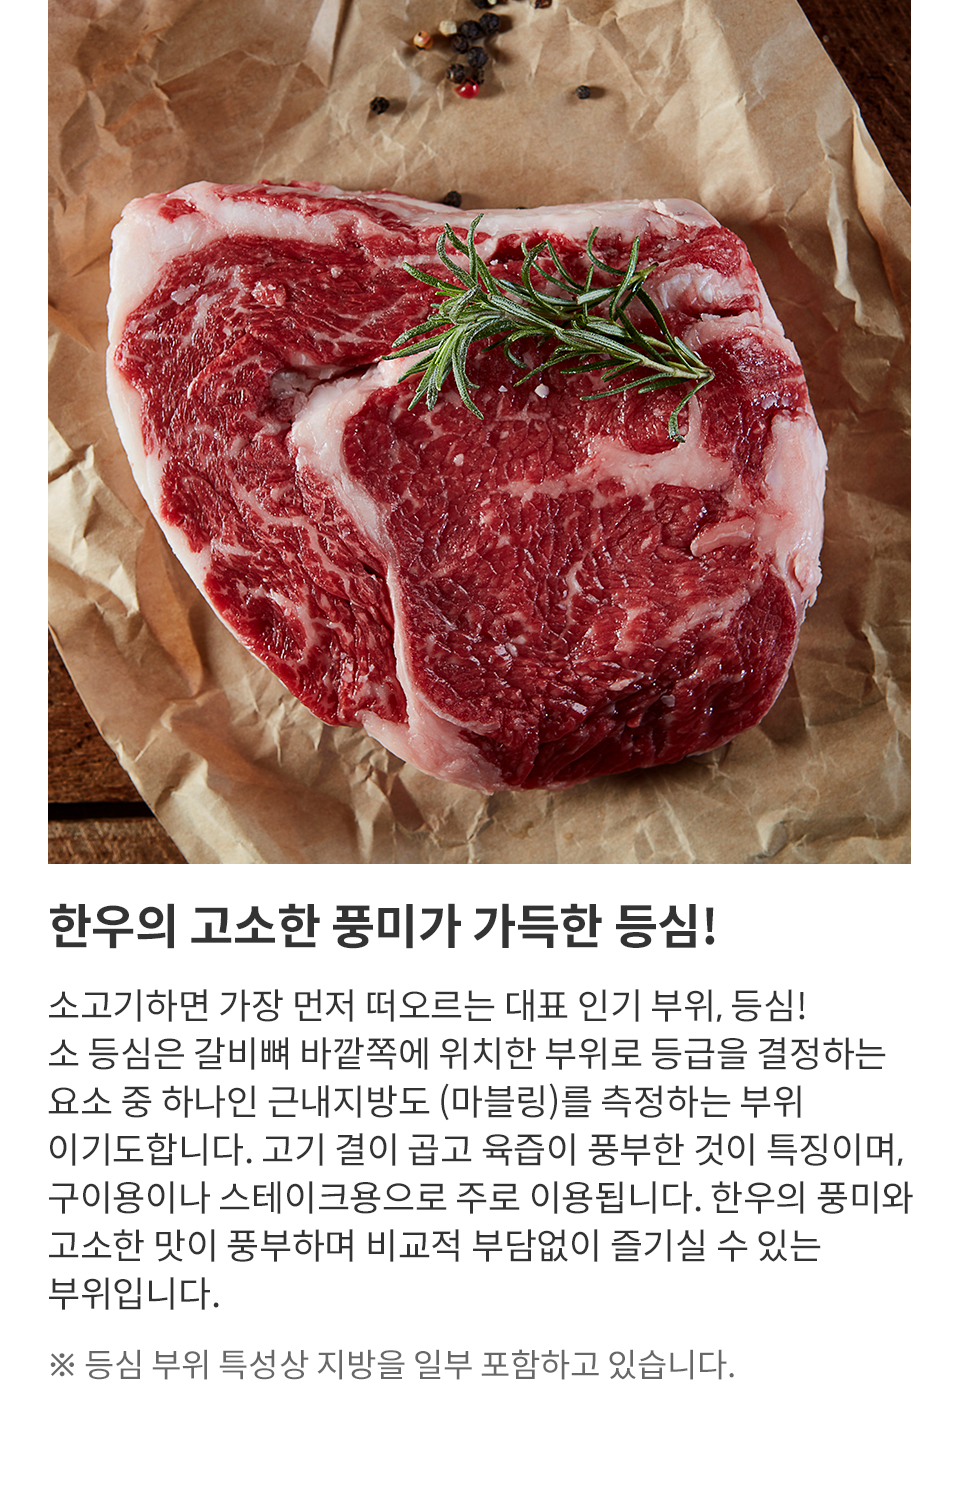 한우의 고소한 풍미가 가득한 등심!
소고기하면 가장 먼저 떠오르는 대표 인기 부위, 등심!
소 등심은 갈비뼈 바깥쪽에 위치한 부위로 등급을 결정하는
요소 중 하나인 근내지방도 (마블링)를 측정하는 부위
이기도합니다. 고기 결이 곱고 육즙이 풍부한 것이 특징이며,
구이용이나 스테이크용으로 주로 이용됩니다. 한우의 풍미와
고소한 맛이 풍부하며 비교적 부담없이 즐기실 수 있는
부위입니다.
※ 등심 부위 특성상 지방을 일부 포함하고 있습니다.